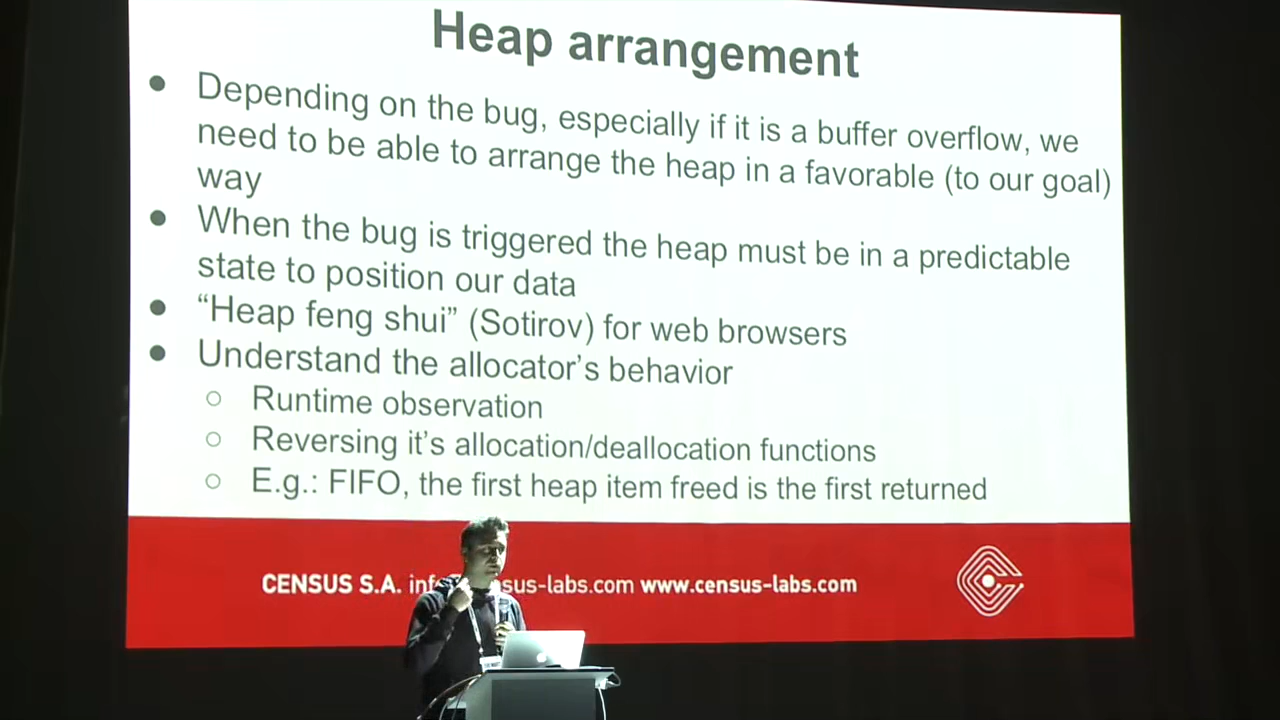 Heap arrangement
● Depending on the bug, especially if it is a buffer overflow, we
need to be able to arrange the heap in a favorable (to our goal)
way
● When the bug is triggered the heap must be in a predictable
state to position our data
● “Heap feng shui” (Sotirov) for web browsers
● Understand the allocator’s behavior
○ Runtime observation
○ Reversing it’s allocation/deallocation functions
○ E.g.: FIFO, the first heap item freed is the first returned
CENSUS S.A. sus-labs.com www.census-labs.com